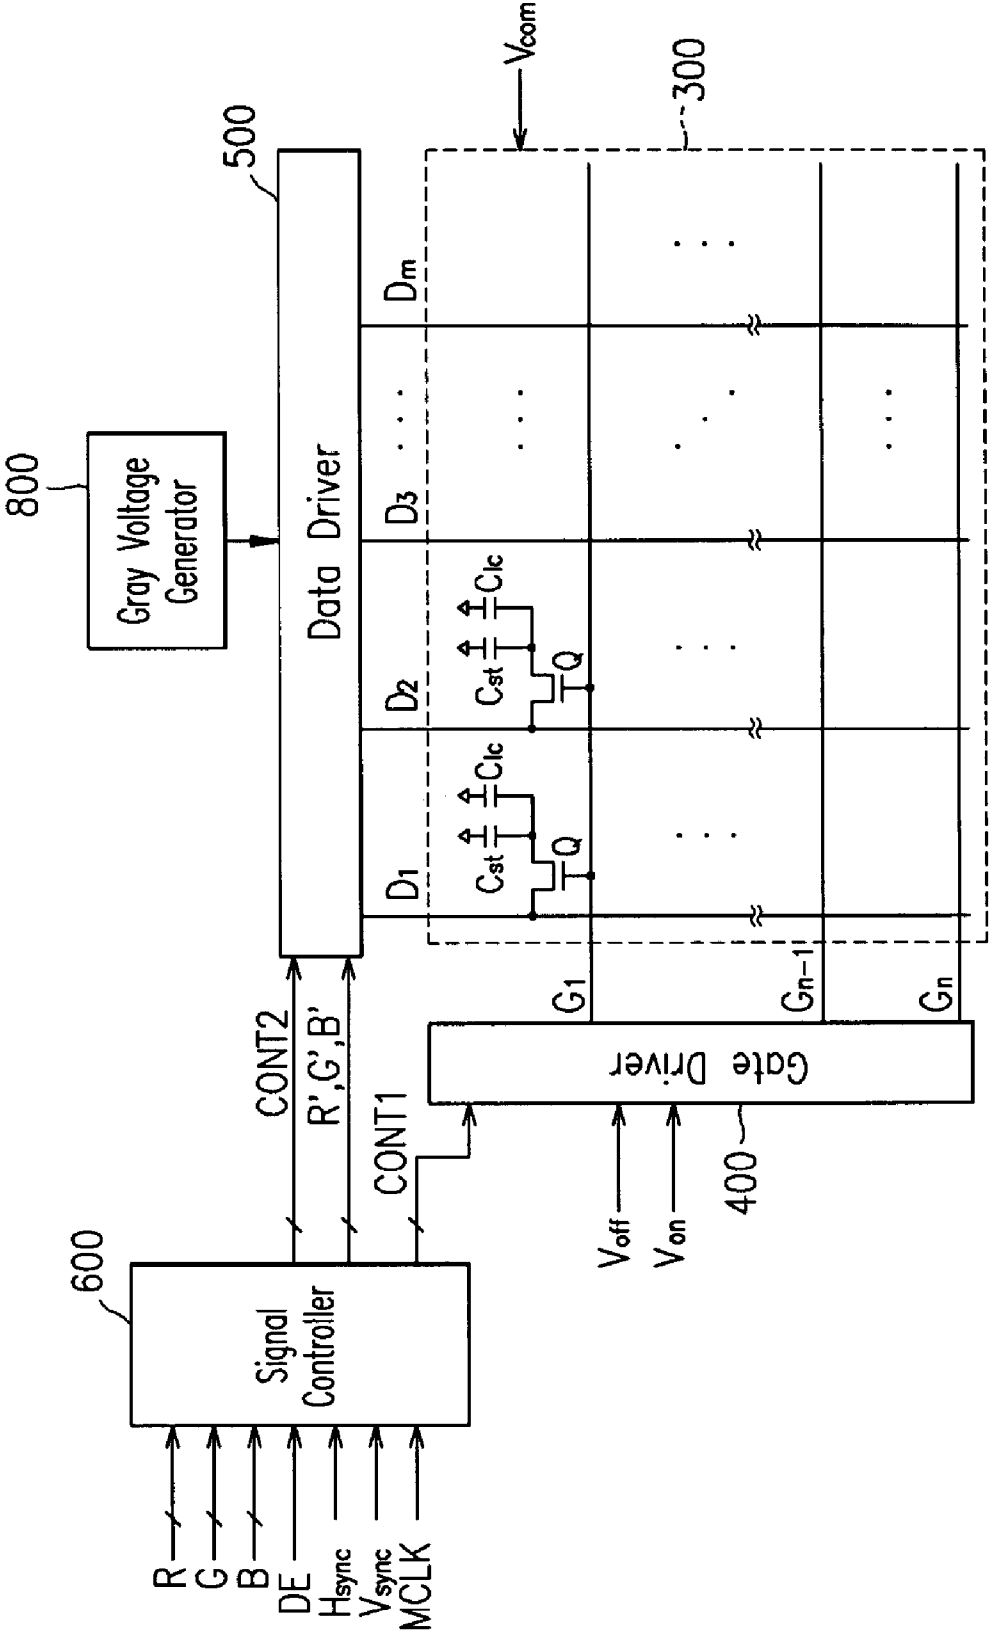 800
Gray Voltage
Generator
600
500
R
G
B
DE
Hsync
Vsync
MCLK
Signal
Controller
CONT2
R',G',B'
CONT1
Data Driver
D1
D2
D3
Dm
Vcom
300
Cst
Clc
Q
Cst
Clc
Q
G1
Gn-1
Gn
Gate Driver
400
Voff
Von